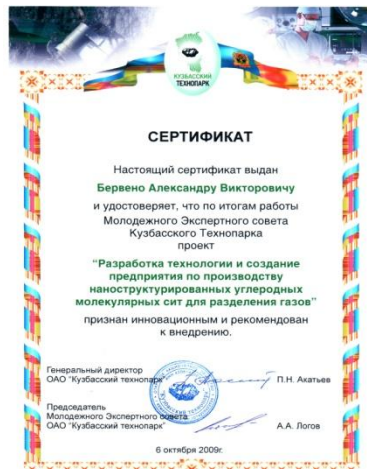 КУЗБАССКИЙ
ТЕХНОПАРК
СЕРТИФИКАТ
Настоящий сертификат выдан
Бервено Александру Викторовичу
и удостоверяет, что по итогам работы
Молодежного Экспертного совета
Кузбасского Технопарка
проект
"Разработка технологии и создание
предприятия по производству
наноструктурированных углеродных
молекулярных сит для разделения газов"
признан инновационным и рекомендован
к внедрению.
Генеральный директор
ОАО "Кузбасский технопарк"
П.Н. Акатьев
Председатель
Молодежного Экспертного совета
ОАО "Кузбасский технопарк"
А.А. Логов
6 октября 2009г.